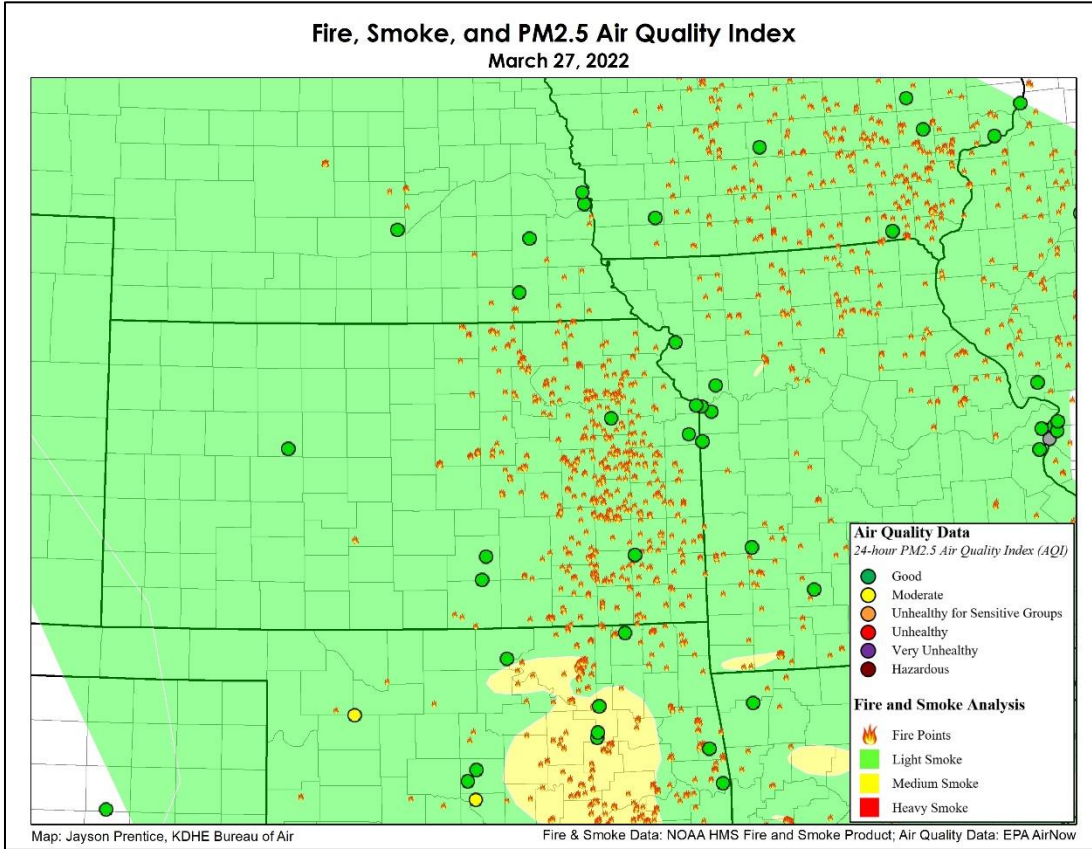 Fire, Smoke, and PM2.5 Air Quality Index
March 27, 2022
Air Quality Data
24-hour PM2.5 Air Quality Index (AQI)
Good
Moderate
Unhealthy for Sensitive Groups
Unhealthy
Very Unhealthy
Hazardous
Fire and Smoke Analysis
Fire Points
Light Smoke
Medium Smoke
Heavy Smoke
Map: Jayson Prentice, KDHE Bureau of Air
Fire & Smoke Data: NOAA HMS Fire and Smoke Product; Air Quality Data: EPA AirNow